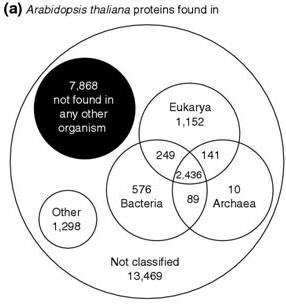 (a) Arabidopsis thaliana proteins found in
7,868
not found in
any other
organism
Eukarya
1,152
249
141
2,436
576
Bacteria
89
10
Archaea
Other
1,298
Not classified
13,469